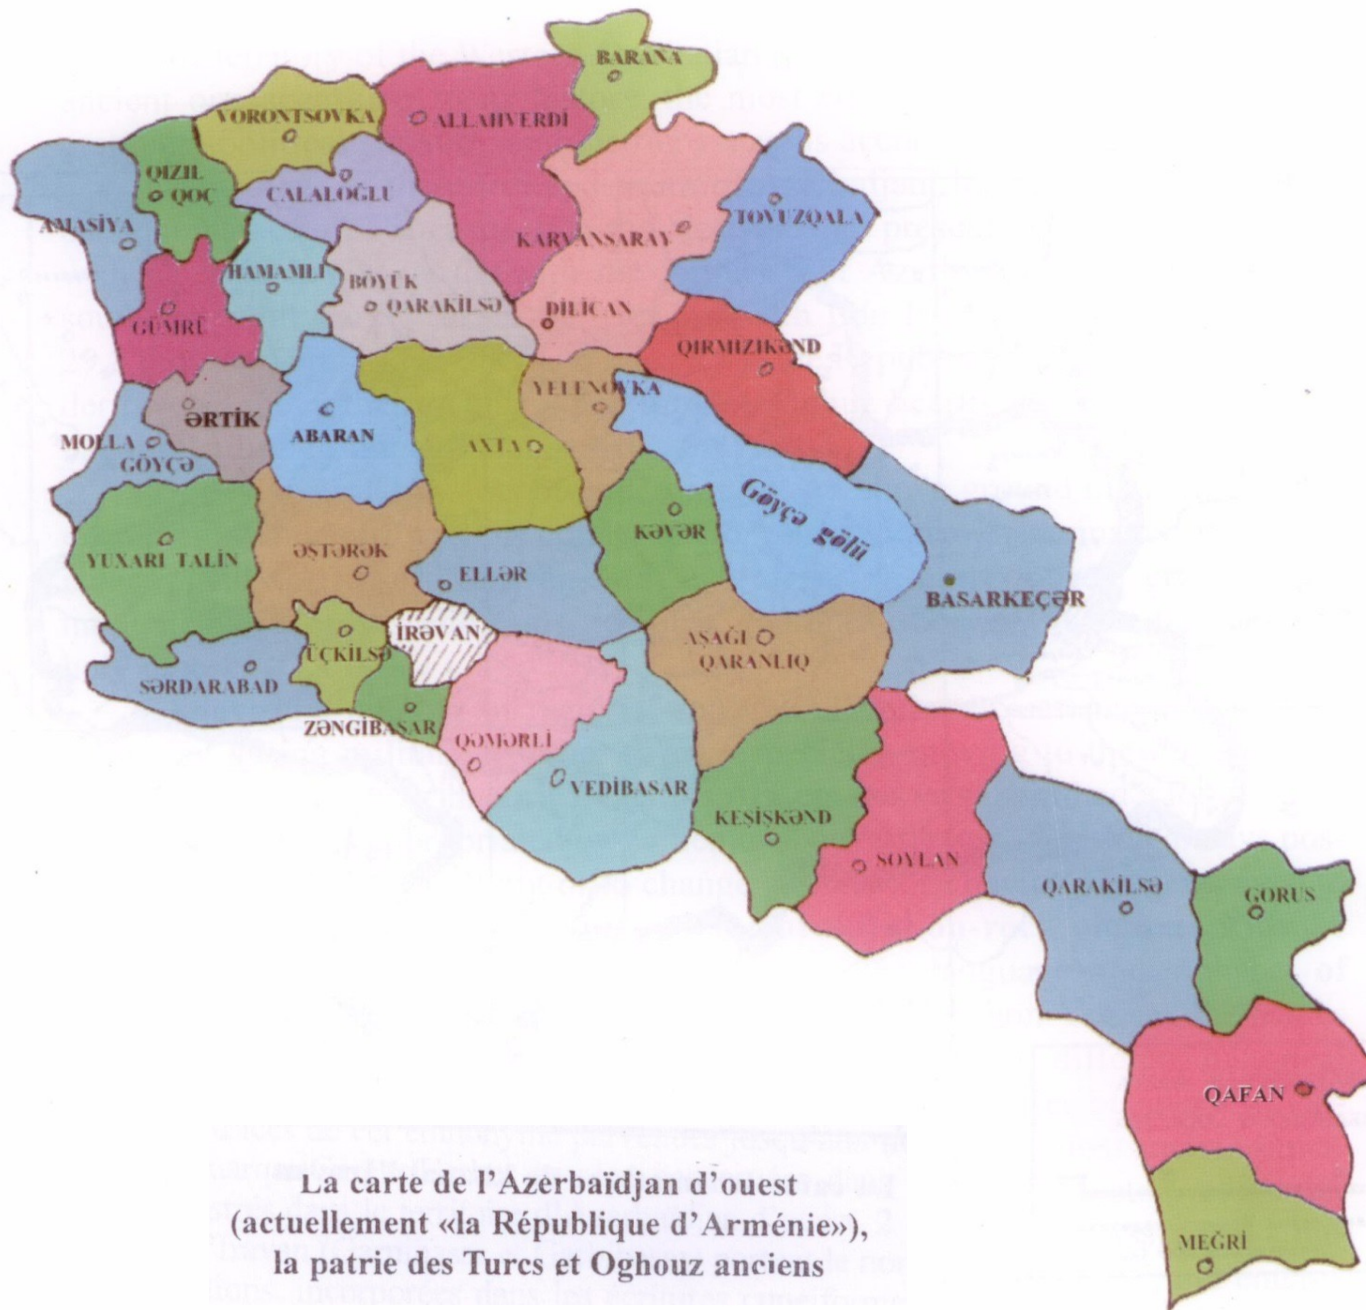 BARANA
VORONTSOVKA
ALLAHVERDİ
QIZIL
QOÇ
CALALOĞLU
TOVUZQALA
AMASİYA
KARVANSARAY
HAMAMLI
BÖYÜK
QARAKİLSƏ
DİLİCAN
GÜMRÜ
QIRMIZIKƏND
YELENOVKA
ƏRTİK
ABARAN
MOLLA
GÖYÇƏ
AXTA
Göyçə gölü
KƏVƏR
YUXARI TALİN
ƏŞTƏRƏK
ELLƏR
BASARKEÇƏR
İRƏVAN
AŞAĞI
QARANLIQ
ÜÇKİLSƏ
SƏRDARABAD
ZƏNGİBASAR
QƏMƏRLİ
VEDİBASAR
KEŞİŞKƏND
SOYLAN
QARAKİLSƏ
GORUS
QAFAN
MEĞRİ
La carte de l'Azerbaïdjan d'ouest
(actuellement «la République d'Arménie»),
la patrie des Turcs et Oghouz anciens